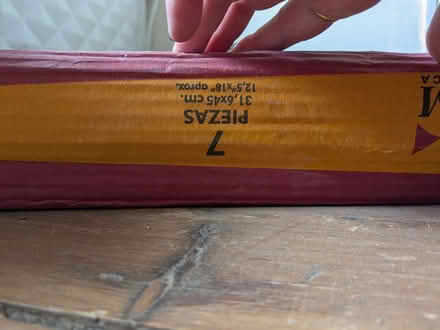 7
PIEZAS
31,6x45 cm.
12,5"x18" aprox.